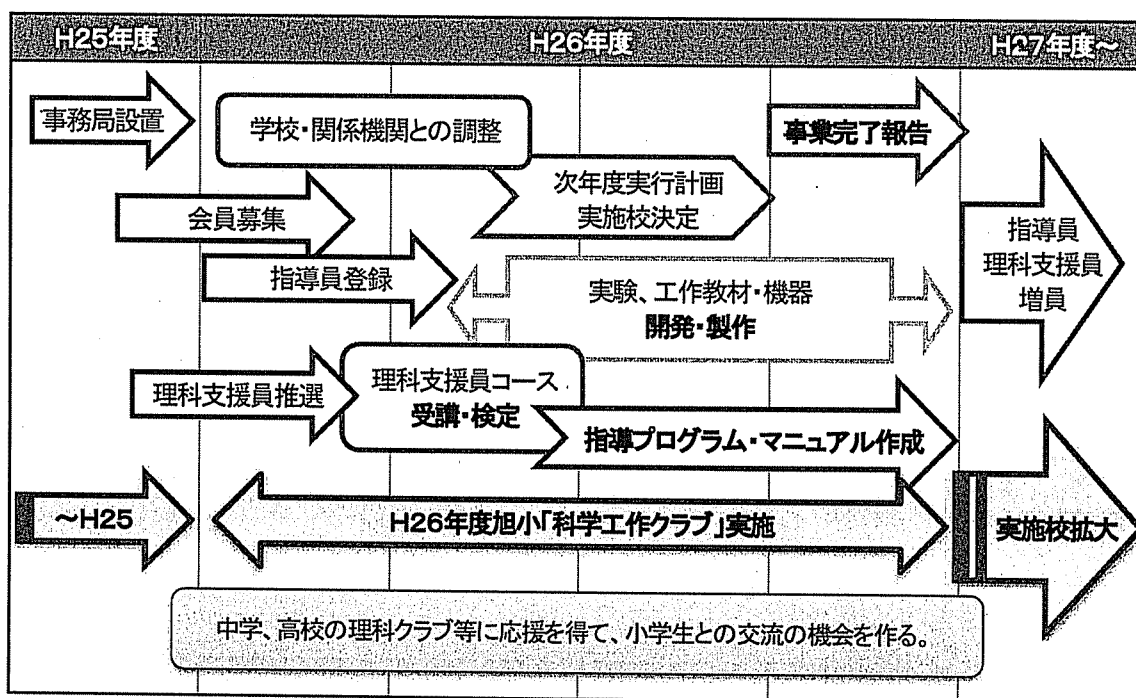 H25年度
H26年度
H27年度～
事務局設置
学校・関係機関との調整
事業完了報告
次年度実行計画
実施校決定
会員募集
指導員登録
実験、工作教材・機器
開発・製作
指導員
理科支援員
増員
理科支援員推選
理科支援員コース
受講・検定
指導プログラム・マニュアル作成
～H25
H26年度旭小「科学工作クラブ」実施
実施校拡大
中学、高校の理科クラブ等に応援を得て、小学生との交流の機会を作る。